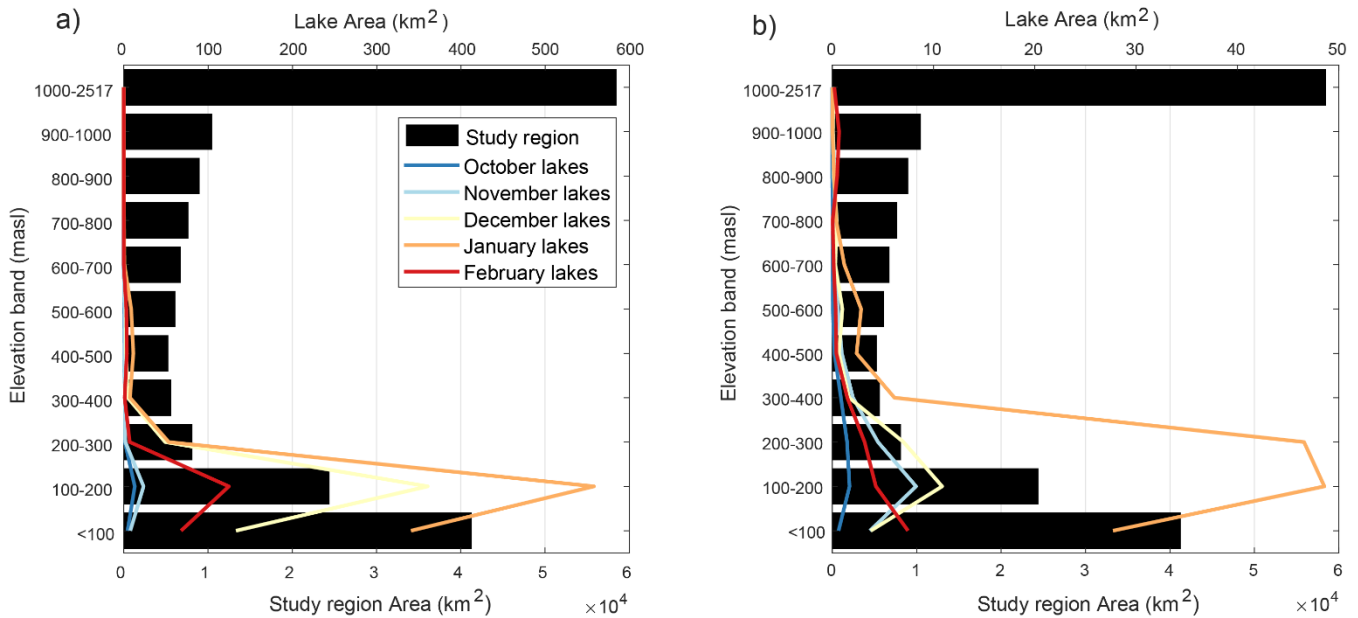 a)
Lake Area (km²)
0 100 200 300 400 500 600
Elevation band (masl)
1000-2517
900-1000
800-900
700-800
600-700
500-600
400-500
300-400
200-300
100-200
<100
Study region
October lakes
November lakes
December lakes
January lakes
February lakes
0 1 2 3 4 5 6
Study region Area (km²)
×10⁴
b)
Lake Area (km²)
0 10 20 30 40 50
Elevation band (masl)
1000-2517
900-1000
800-900
700-800
600-700
500-600
400-500
300-400
200-300
100-200
<100
0 1 2 3 4 5 6
Study region Area (km²)
×10⁴